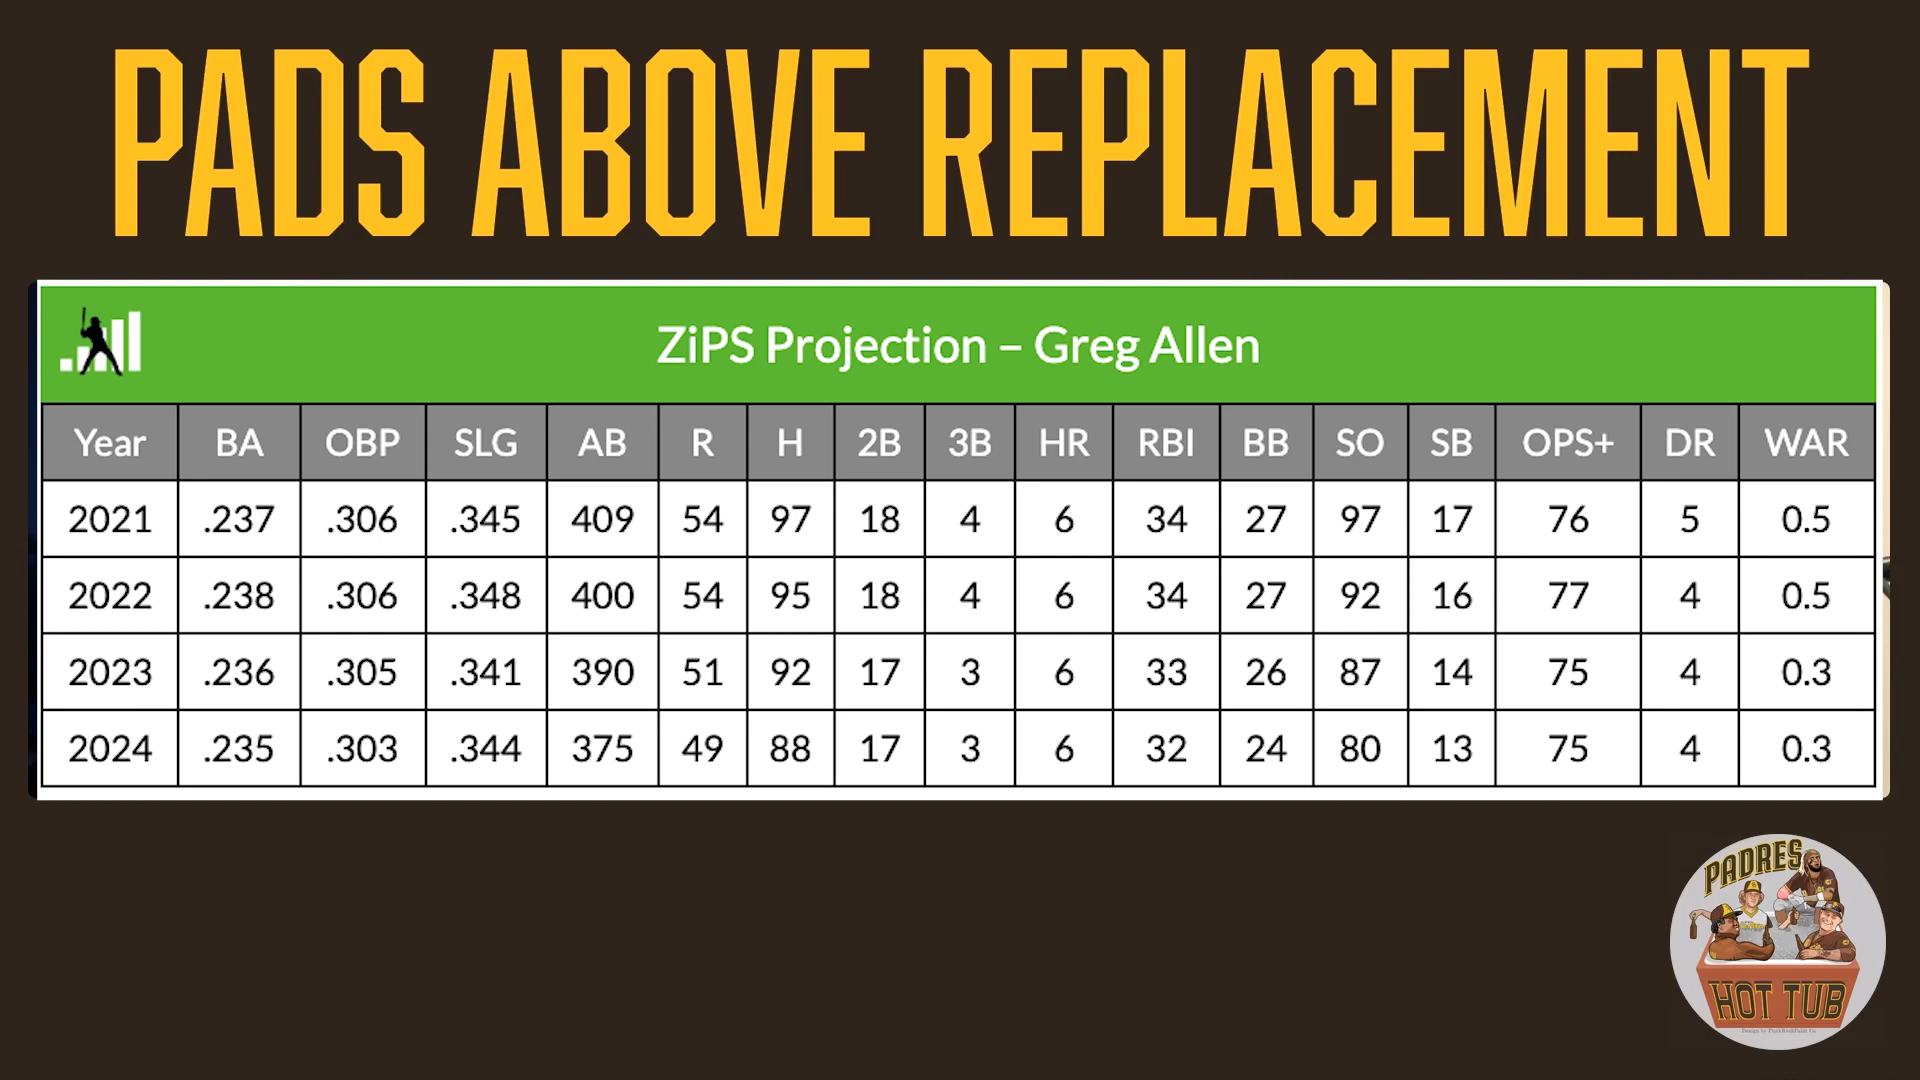 PADS ABOVE REPLACEMENT
ZiPS Projection – Greg Allen
Year BA OBP SLG AB R H 2B 3B HR RBI BB SO SB OPS+ DR WAR
2021 .237 .306 .345 409 54 97 18 4 6 34 27 97 17 76 5 0.5
2022 .238 .306 .348 400 54 95 18 4 6 34 27 92 16 77 4 0.5
2023 .236 .305 .341 390 51 92 17 3 6 33 26 87 14 75 4 0.3
2024 .235 .303 .344 375 49 88 17 3 6 32 24 80 13 75 4 0.3
PADRES
HOT TUB